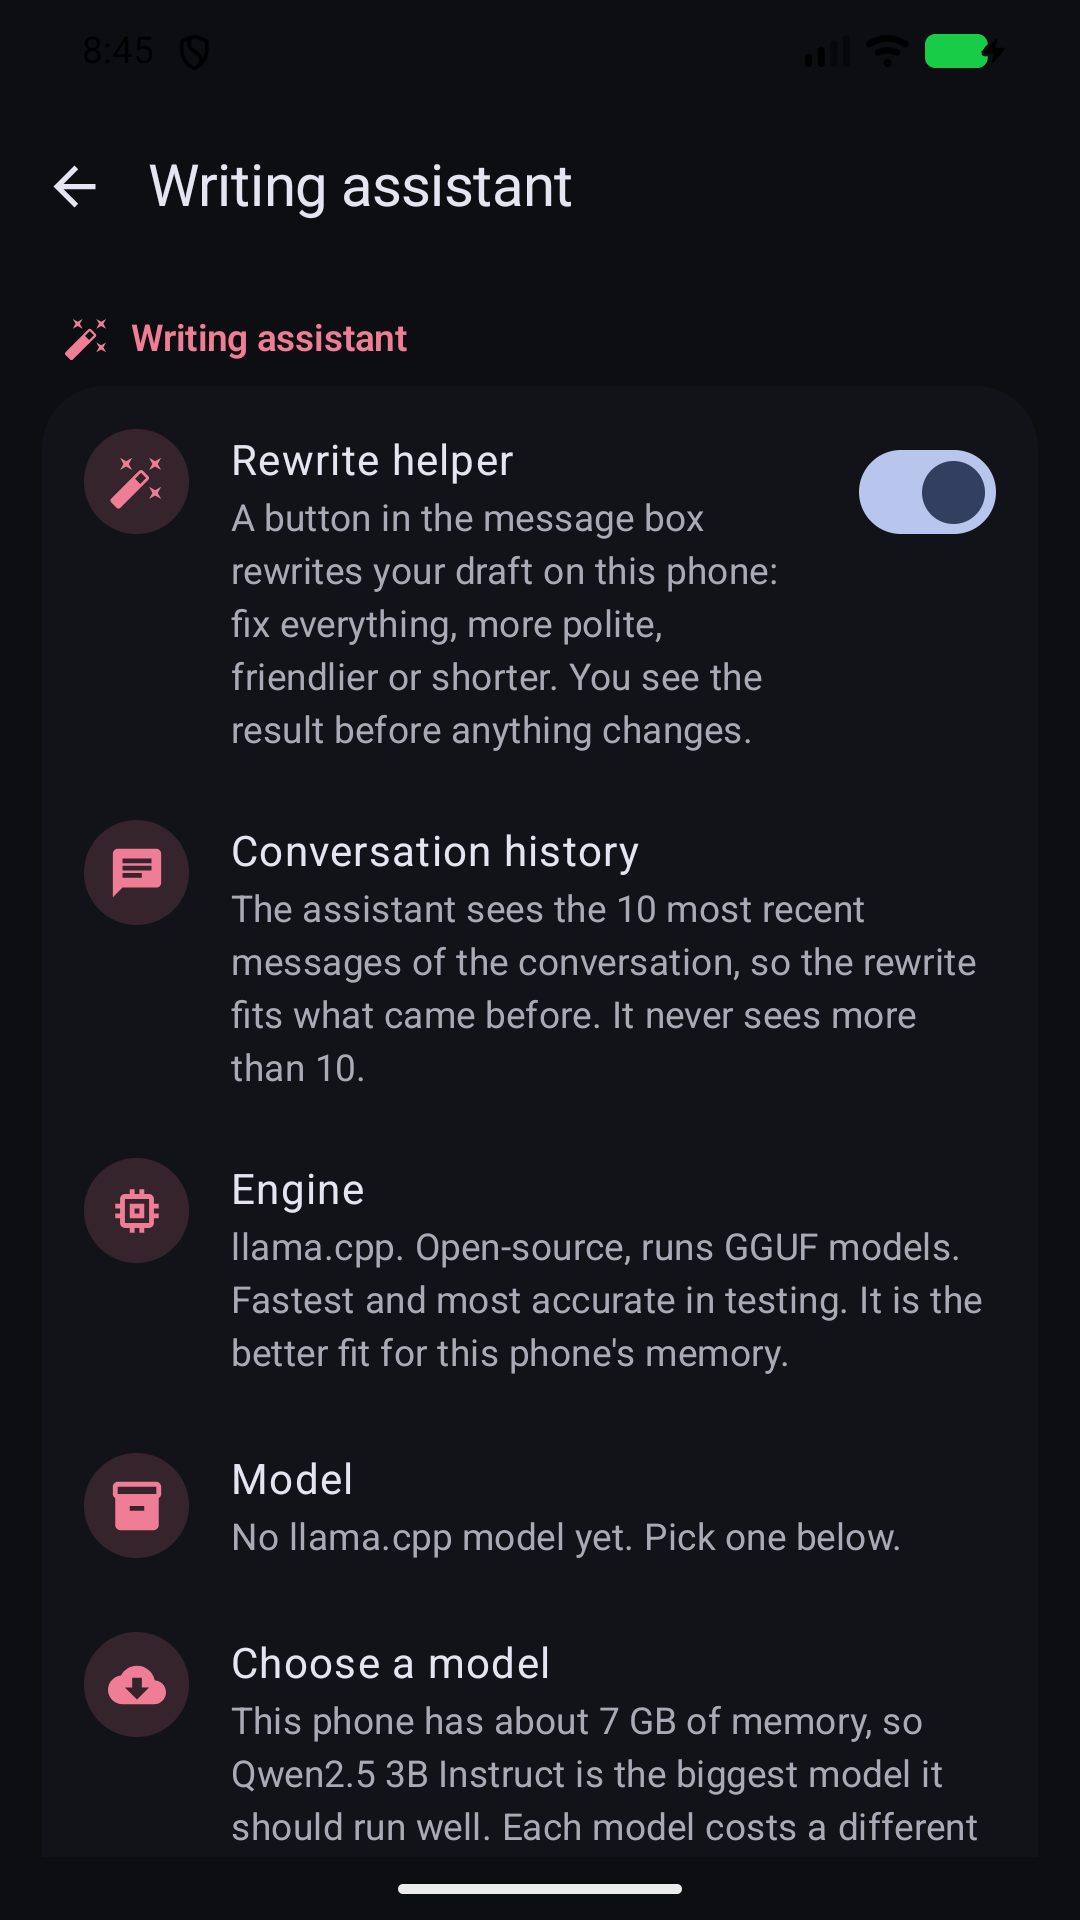 8:45
Writing assistant
Writing assistant
Rewrite helper
A button in the message box
rewrites your draft on this phone:
fix everything, more polite,
friendlier or shorter. You see the
result before anything changes.
Conversation history
The assistant sees the 10 most recent
messages of the conversation, so the rewrite
fits what came before. It never sees more
than 10.
Engine
llama.cpp. Open-source, runs GGUF models.
Fastest and most accurate in testing. It is the
better fit for this phone's memory.
Model
No llama.cpp model yet. Pick one below.
Choose a model
This phone has about 7 GB of memory, so
Qwen2.5 3B Instruct is the biggest model it
should run well. Each model costs a different